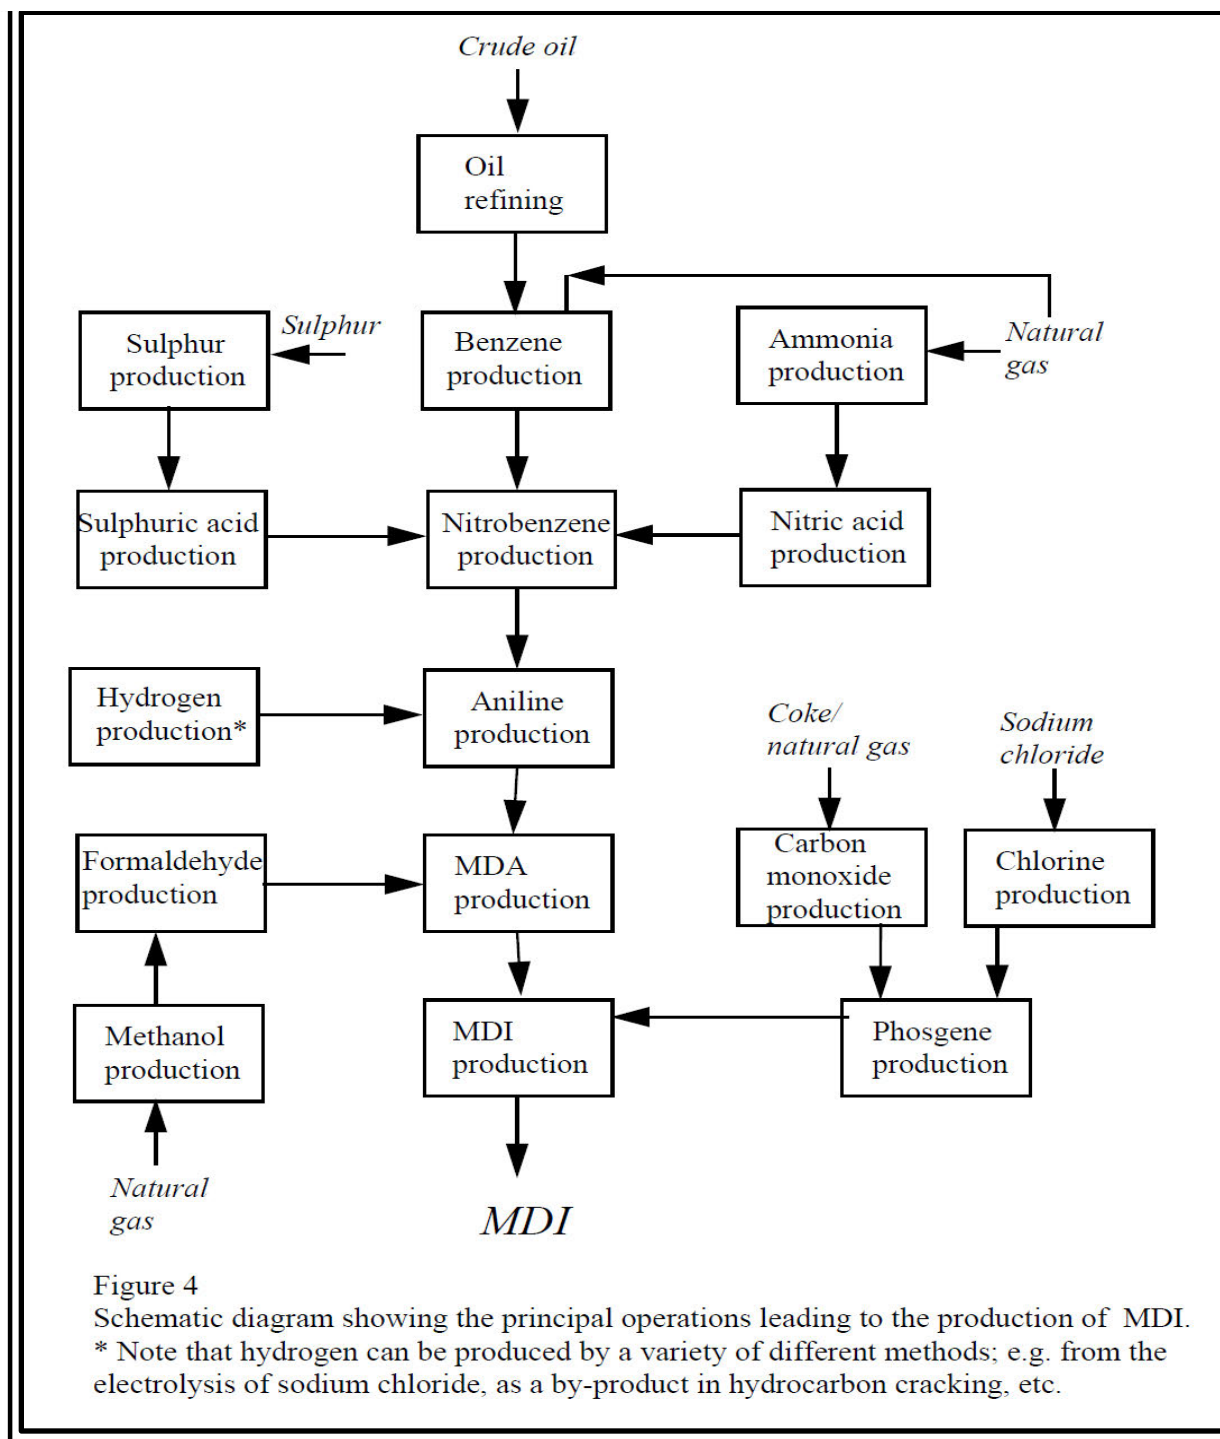 Crude oil
Oil
refining
Sulphur
production
Sulphur
Benzene
production
Ammonia
production
Natural
gas
Sulphuric acid
production
Nitrobenzene
production
Nitric acid
production
Hydrogen
production*
Aniline
production
Coke/
natural gas
Sodium
chloride
Formaldehyde
production
MDA
production
Carbon
monoxide
production
Chlorine
production
Methanol
production
MDI
production
Phosgene
production
Natural
gas
MDI
Figure 4
Schematic diagram showing the principal operations leading to the production of MDI.
* Note that hydrogen can be produced by a variety of different methods; e.g. from the
electrolysis of sodium chloride, as a by-product in hydrocarbon cracking, etc.